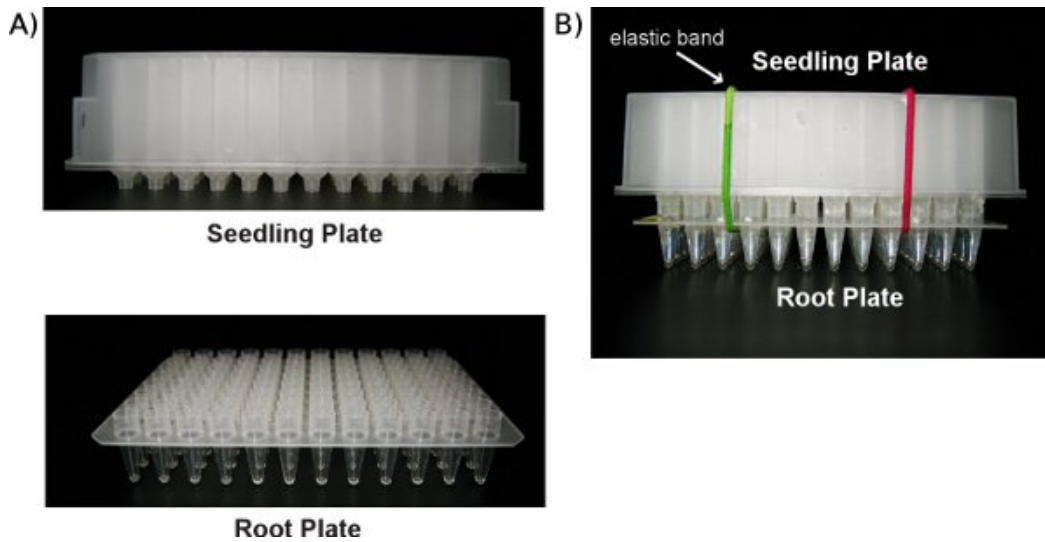 A)
Seedling Plate
Root Plate
B)
elastic band
Seedling Plate
Root Plate